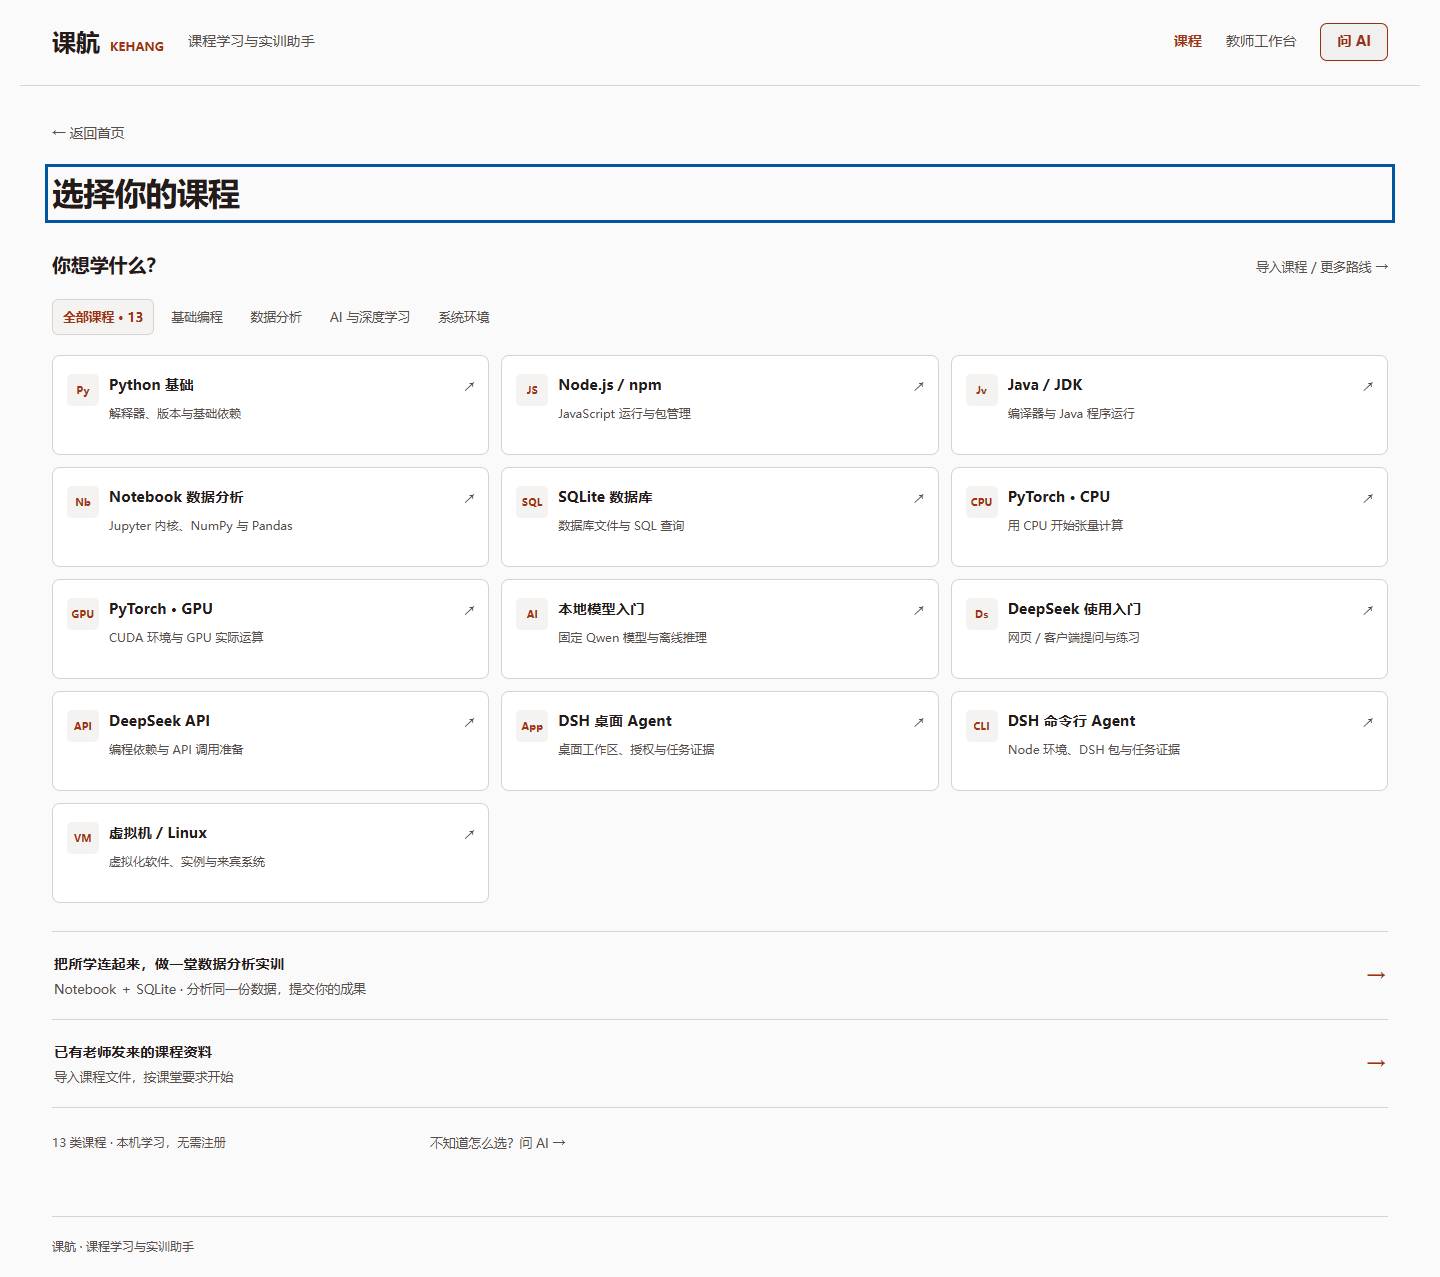 课航 KEHANG 课程学习与实训助手 课程 教师工作台 问 AI
← 返回首页
选择你的课程
你想学什么？ 导入课程 / 更多路线 →
全部课程 • 13 基础编程 数据分析 AI 与深度学习 系统环境
Py Python 基础 ↗
解释器、版本与基础依赖
JS Node.js / npm ↗
JavaScript 运行与包管理
Jv Java / JDK ↗
编译器与 Java 程序运行
Nb Notebook 数据分析 ↗
Jupyter 内核、NumPy 与 Pandas
SQL SQLite 数据库 ↗
数据库文件与 SQL 查询
CPU PyTorch • CPU ↗
用 CPU 开始张量计算
GPU PyTorch • GPU ↗
CUDA 环境与 GPU 实际运算
AI 本地模型入门 ↗
固定 Qwen 模型与离线推理
Ds DeepSeek 使用入门 ↗
网页 / 客户端提问与练习
API DeepSeek API ↗
编程依赖与 API 调用准备
App DSH 桌面 Agent ↗
桌面工作区、授权与任务证据
CLI DSH 命令行 Agent ↗
Node 环境、DSH 包与任务证据
VM 虚拟机 / Linux ↗
虚拟化软件、实例与来宾系统
把所学连起来，做一堂数据分析实训 →
Notebook + SQLite · 分析同一份数据，提交你的成果
已有老师发来的课程资料 →
导入课程文件，按课堂要求开始
13 类课程 · 本机学习，无需注册 不知道怎么选？问 AI →
课航 · 课程学习与实训助手